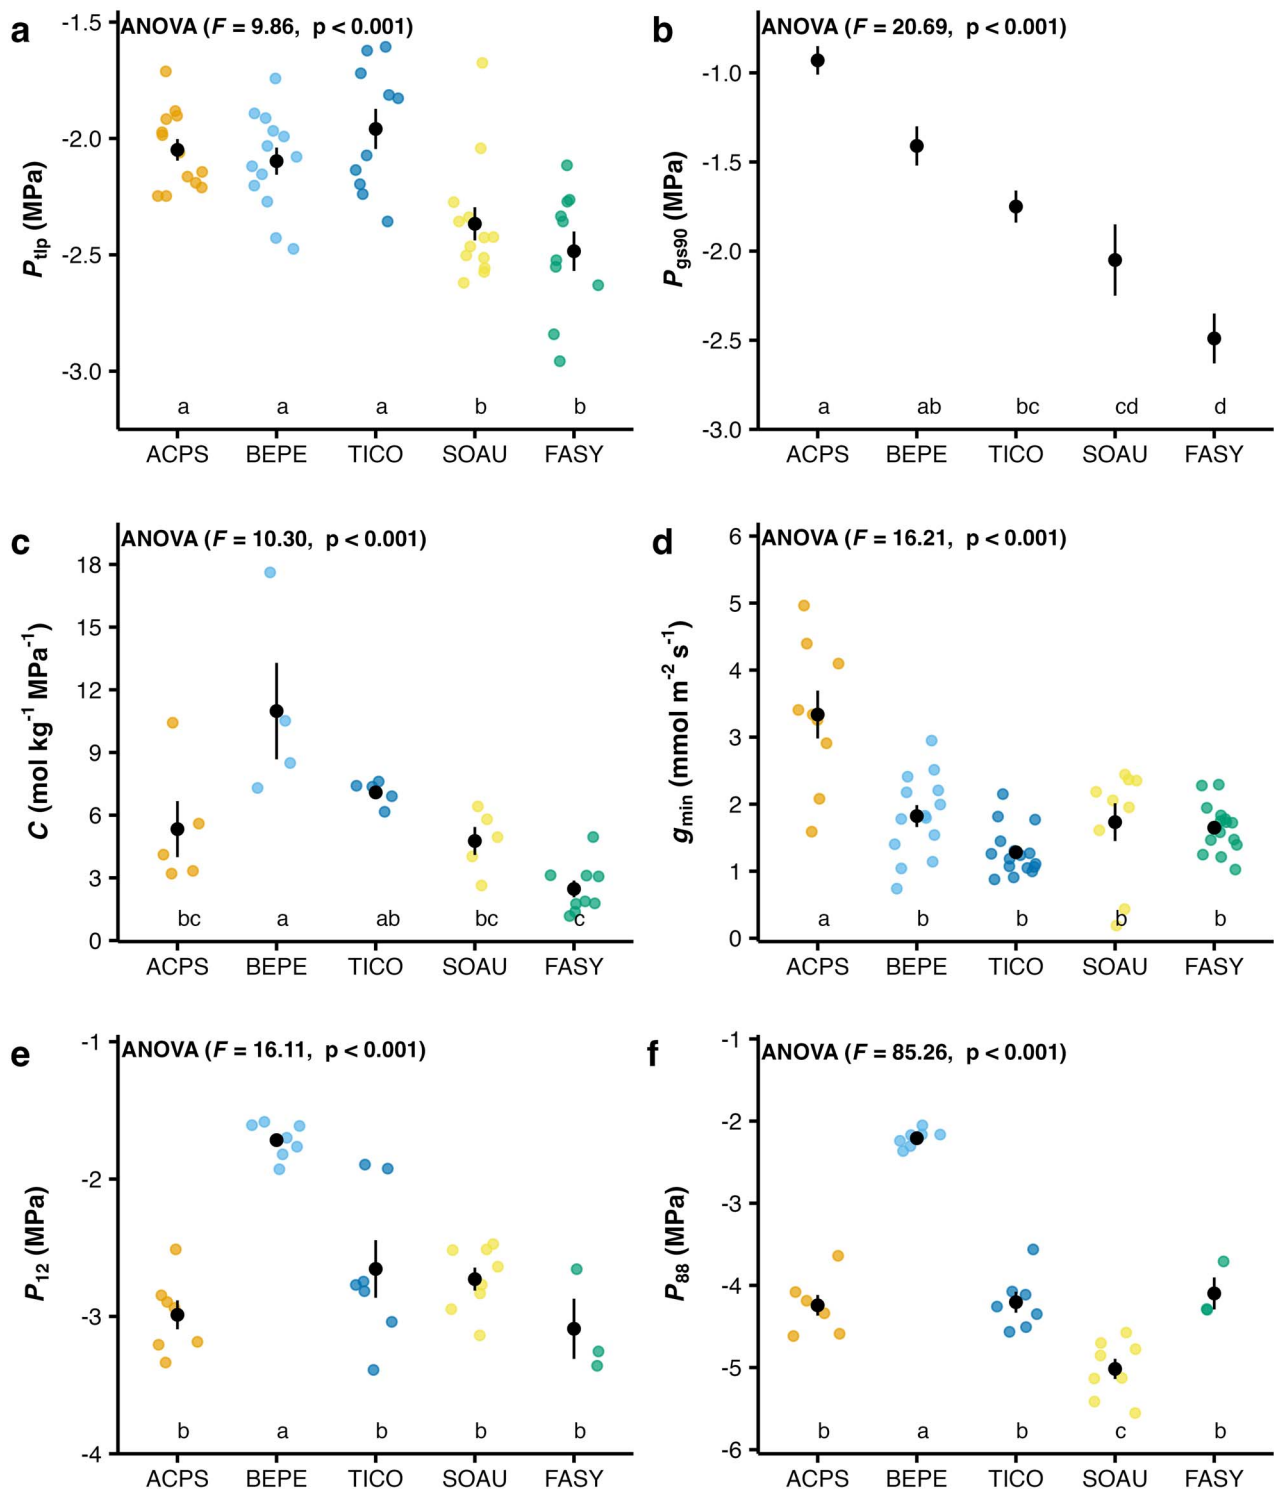 a
ANOVA (F = 9.86, p < 0.001)
-1.5
-2.0
-2.5
-3.0
Ptlp (MPa)
a a a b b
ACPS BEPE TICO SOAU FASY
b
ANOVA (F = 20.69, p < 0.001)
-1.0
-1.5
-2.0
-2.5
-3.0
Pgs90 (MPa)
a ab bc cd d
ACPS BEPE TICO SOAU FASY
c
ANOVA (F = 10.30, p < 0.001)
18
15
12
9
6
3
0
C (mol kg-1 MPa-1)
bc a ab bc c
ACPS BEPE TICO SOAU FASY
d
ANOVA (F = 16.21, p < 0.001)
6
5
4
3
2
1
0
gmin (mmol m-2 s-1)
a b b b b
ACPS BEPE TICO SOAU FASY
e
ANOVA (F = 16.11, p < 0.001)
-1
-2
-3
-4
P12 (MPa)
b a b b b
ACPS BEPE TICO SOAU FASY
f
ANOVA (F = 85.26, p < 0.001)
-1
-2
-3
-4
-5
-6
P88 (MPa)
b a b c b
ACPS BEPE TICO SOAU FASY